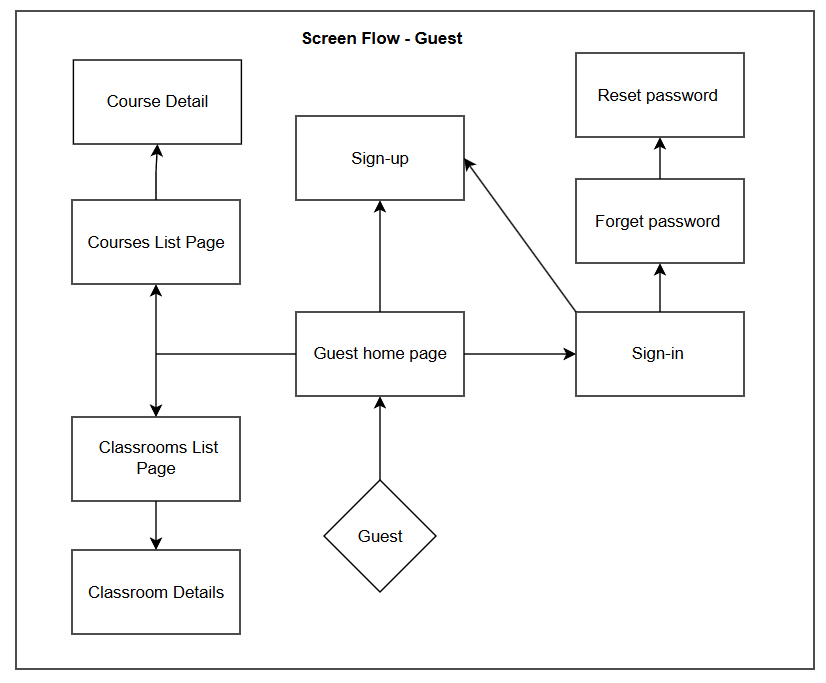 Screen Flow - Guest
Course Detail
Reset password
Sign-up
Forget password
Courses List Page
Guest home page
Sign-in
Classrooms List
Page
Guest
Classroom Details